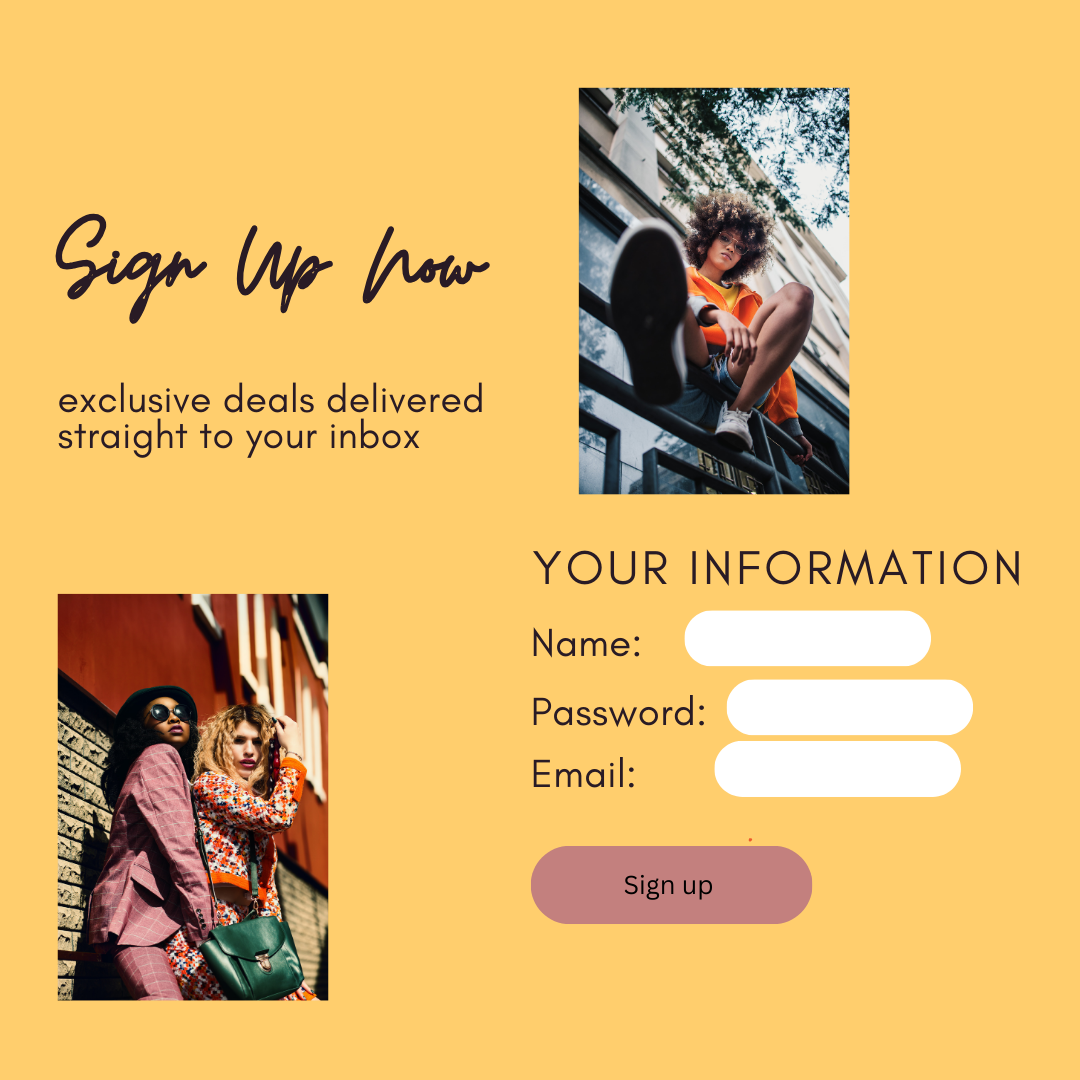 Sign Up Now
exclusive deals delivered
straight to your inbox
YOUR INFORMATION
Name:
Password:
Email:
Sign up